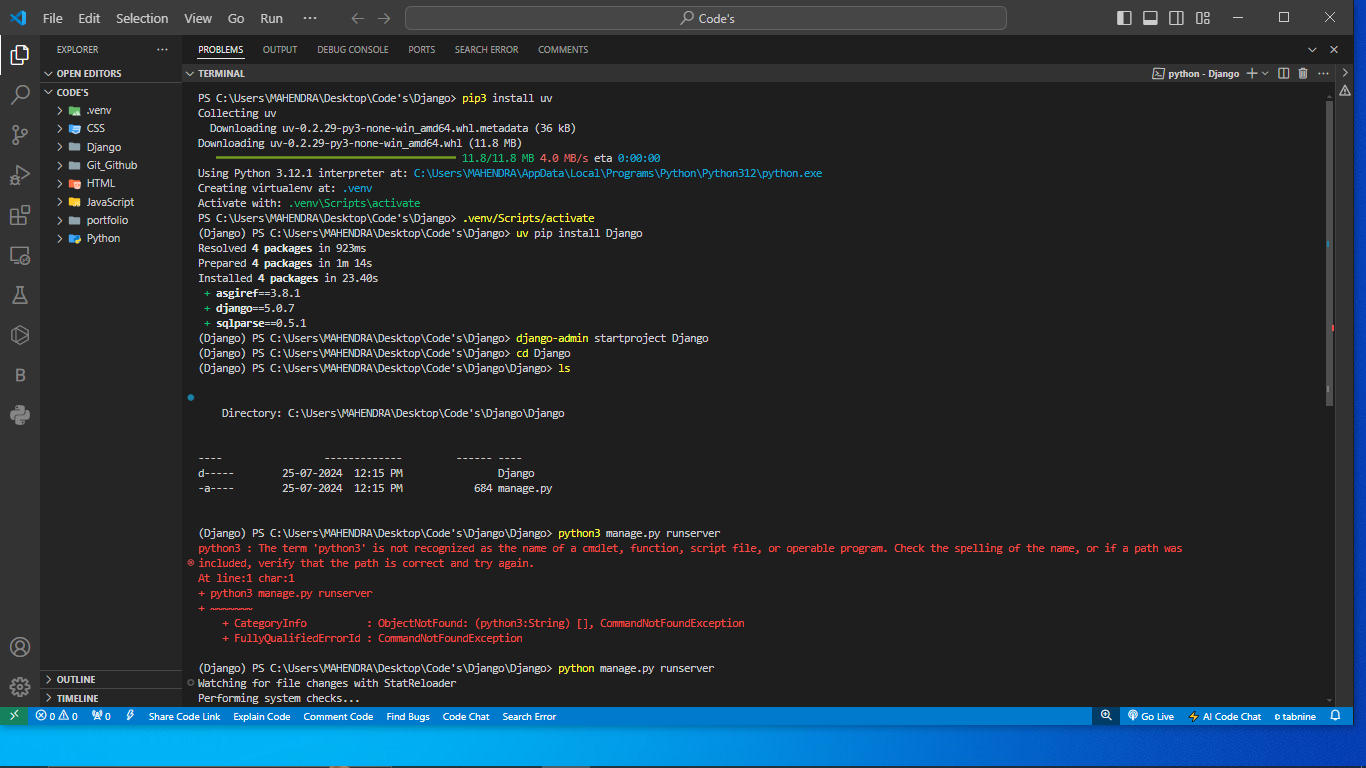 File Edit Selection View Go Run ··· Code's
EXPLORER ···
OPEN EDITORS
CODE'S
.venv
CSS
Django
Git_Github
HTML
JavaScript
portfolio
Python
OUTLINE
TIMELINE
PROBLEMS OUTPUT DEBUG CONSOLE PORTS SEARCH ERROR COMMENTS
TERMINAL python - Django
PS C:\Users\MAHENDRA\Desktop\Code's\Django> pip3 install uv
Collecting uv
Downloading uv-0.2.29-py3-none-win_amd64.whl.metadata (36 kB)
Downloading uv-0.2.29-py3-none-win_amd64.whl (11.8 MB)
11.8/11.8 MB 4.0 MB/s eta 0:00:00
Using Python 3.12.1 interpreter at: C:\Users\MAHENDRA\AppData\Local\Programs\Python\Python312\python.exe
Creating virtualenv at: .venv
Activate with: .venv\Scripts\activate
PS C:\Users\MAHENDRA\Desktop\Code's\Django> .venv/Scripts/activate
(Django) PS C:\Users\MAHENDRA\Desktop\Code's\Django> uv pip install Django
Resolved 4 packages in 923ms
Prepared 4 packages in 1m 14s
Installed 4 packages in 23.40s
+ asgiref==3.8.1
+ django==5.0.7
+ sqlparse==0.5.1
(Django) PS C:\Users\MAHENDRA\Desktop\Code's\Django> django-admin startproject Django
(Django) PS C:\Users\MAHENDRA\Desktop\Code's\Django> cd Django
(Django) PS C:\Users\MAHENDRA\Desktop\Code's\Django\Django> ls
Directory: C:\Users\MAHENDRA\Desktop\Code's\Django\Django
---- ------------- ------ ----
d----- 25-07-2024 12:15 PM Django
-a---- 25-07-2024 12:15 PM 684 manage.py
(Django) PS C:\Users\MAHENDRA\Desktop\Code's\Django\Django> python3 manage.py runserver
python3 : The term 'python3' is not recognized as the name of a cmdlet, function, script file, or operable program. Check the spelling of the name, or if a path was
included, verify that the path is correct and try again.
At line:1 char:1
+ python3 manage.py runserver
+ ~~~~~~~
+ CategoryInfo : ObjectNotFound: (python3:String) [], CommandNotFoundException
+ FullyQualifiedErrorId : CommandNotFoundException
(Django) PS C:\Users\MAHENDRA\Desktop\Code's\Django\Django> python manage.py runserver
Watching for file changes with StatReloader
Performing system checks...
0 0 0 Share Code Link Explain Code Comment Code Find Bugs Code Chat Search Error Go Live AI Code Chat tabnine